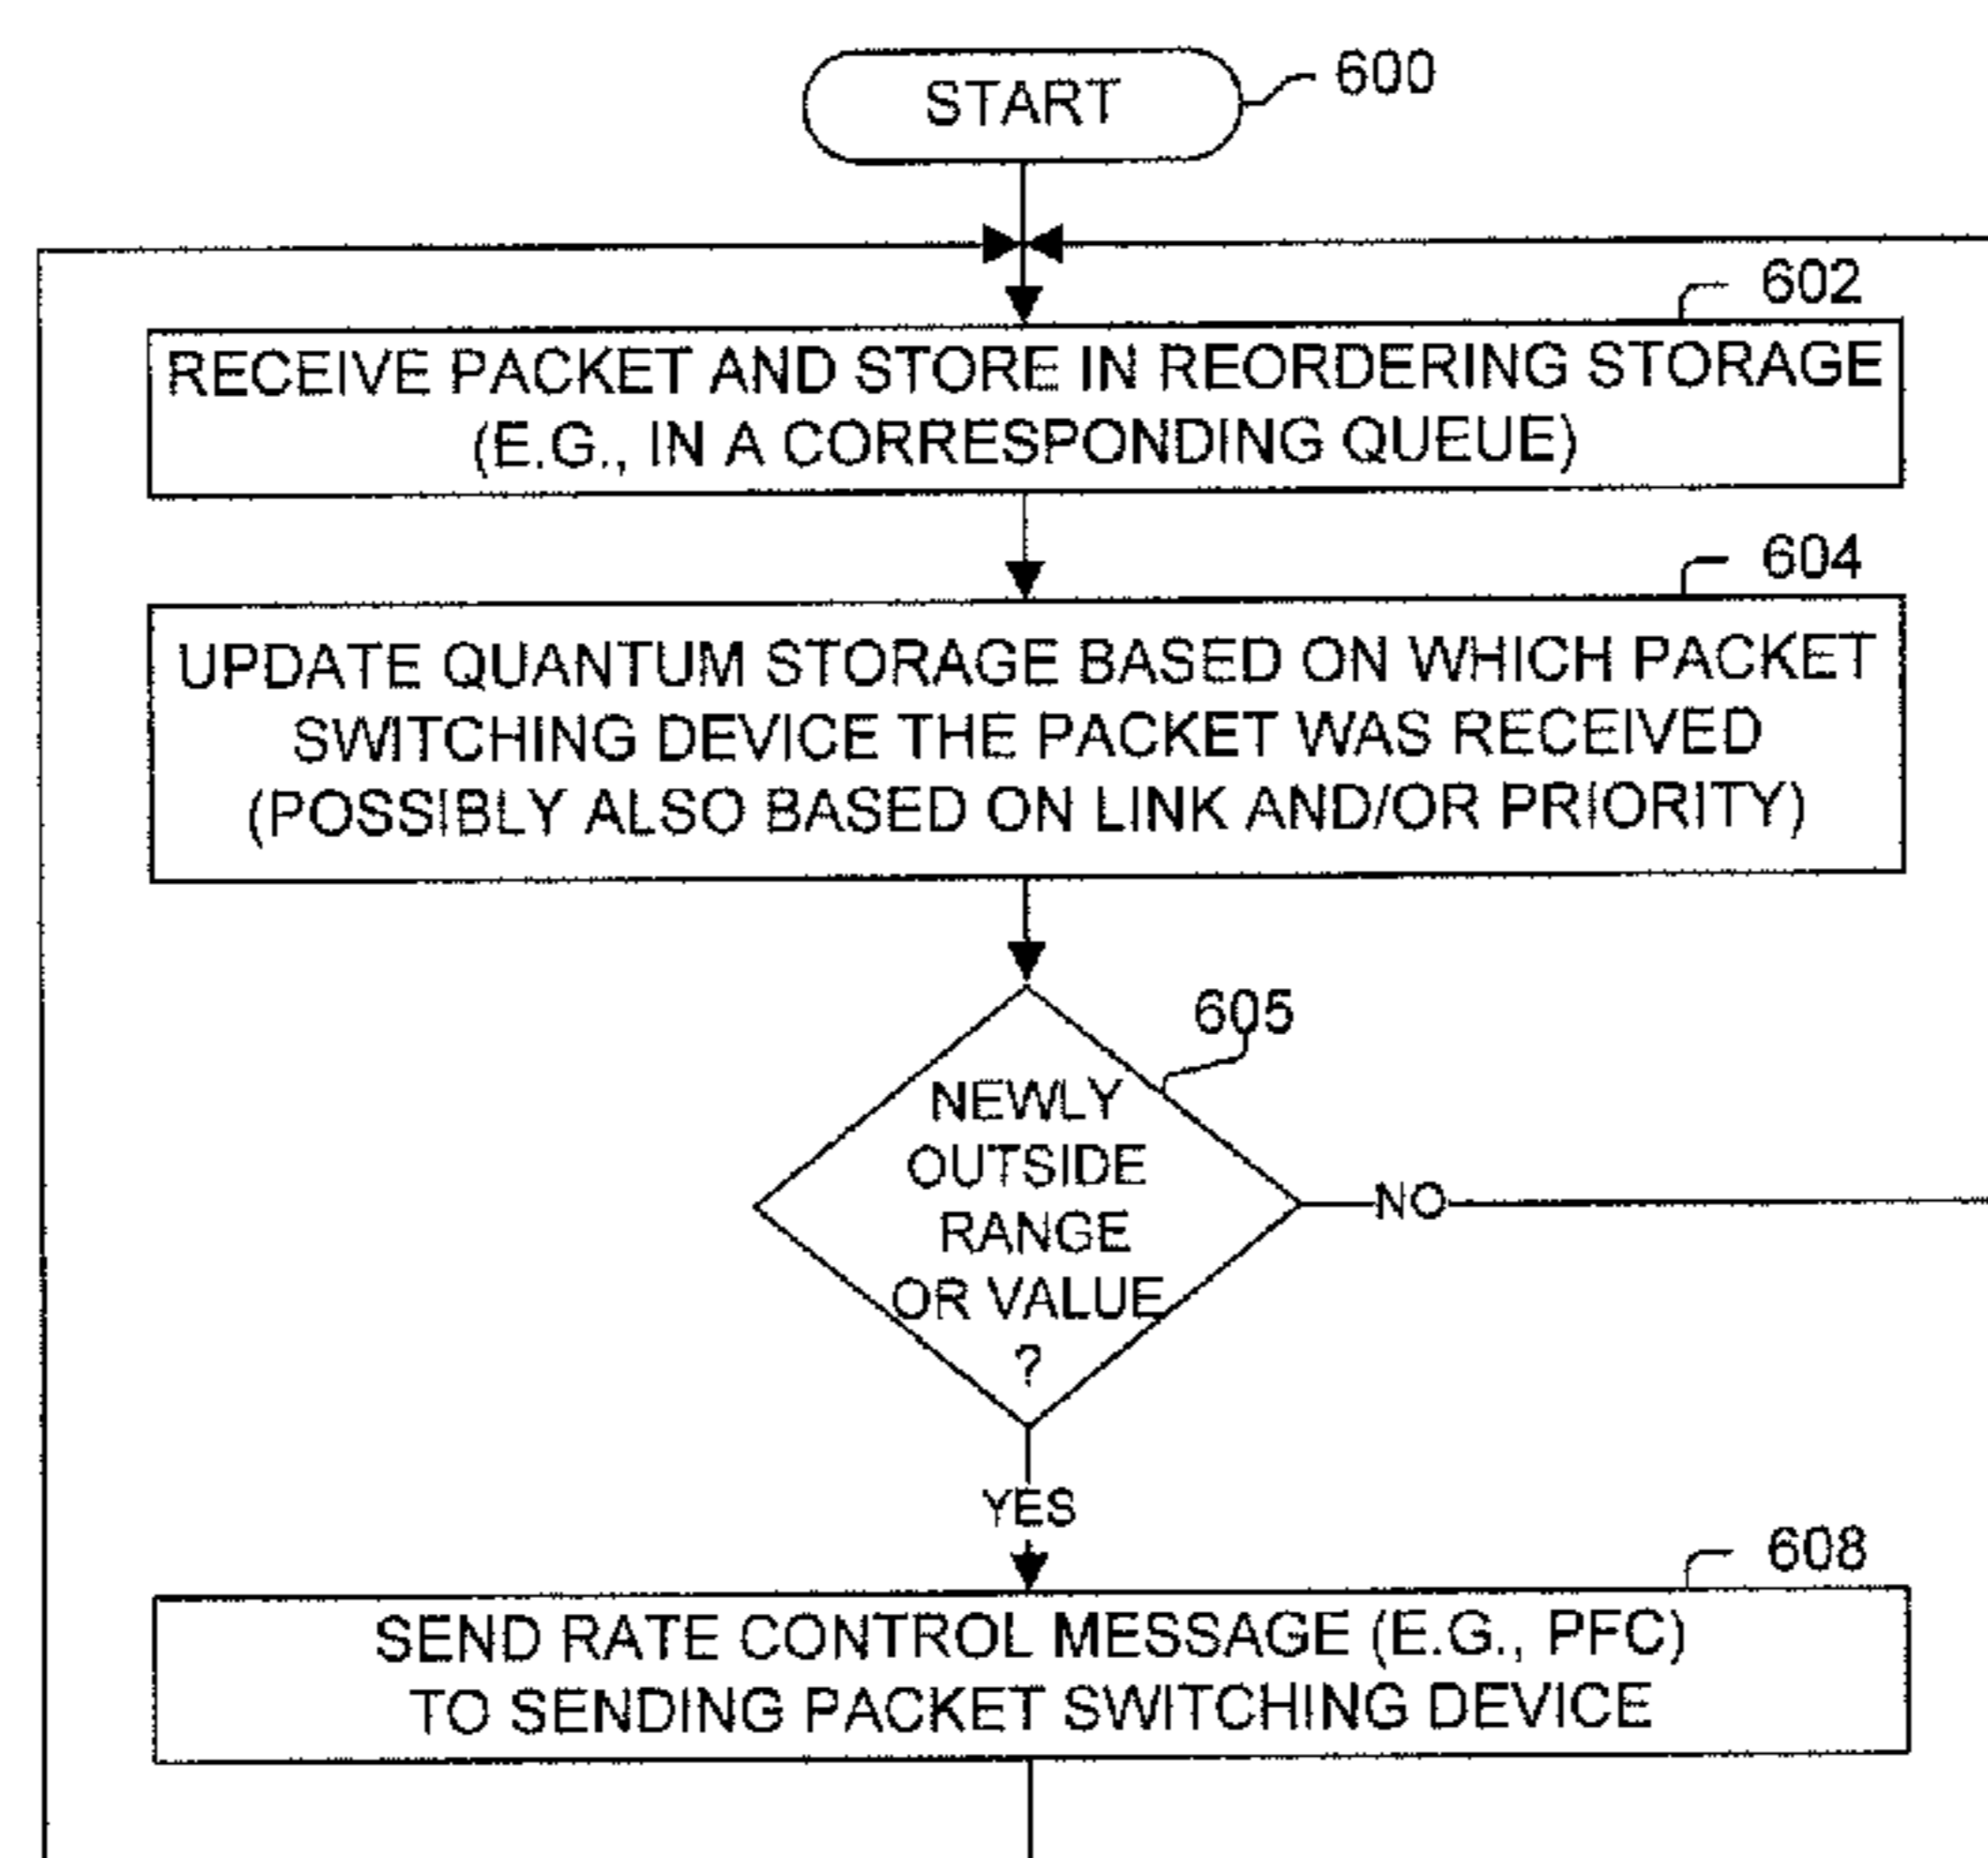 START
600
602
RECEIVE PACKET AND STORE IN REORDERING STORAGE
(E.G., IN A CORRESPONDING QUEUE)
604
UPDATE QUANTUM STORAGE BASED ON WHICH PACKET
SWITCHING DEVICE THE PACKET WAS RECEIVED
(POSSIBLY ALSO BASED ON LINK AND/OR PRIORITY)
605
NEWLY
OUTSIDE
RANGE
OR VALUE
?
NO
YES
608
SEND RATE CONTROL MESSAGE (E.G., PFC)
TO SENDING PACKET SWITCHING DEVICE